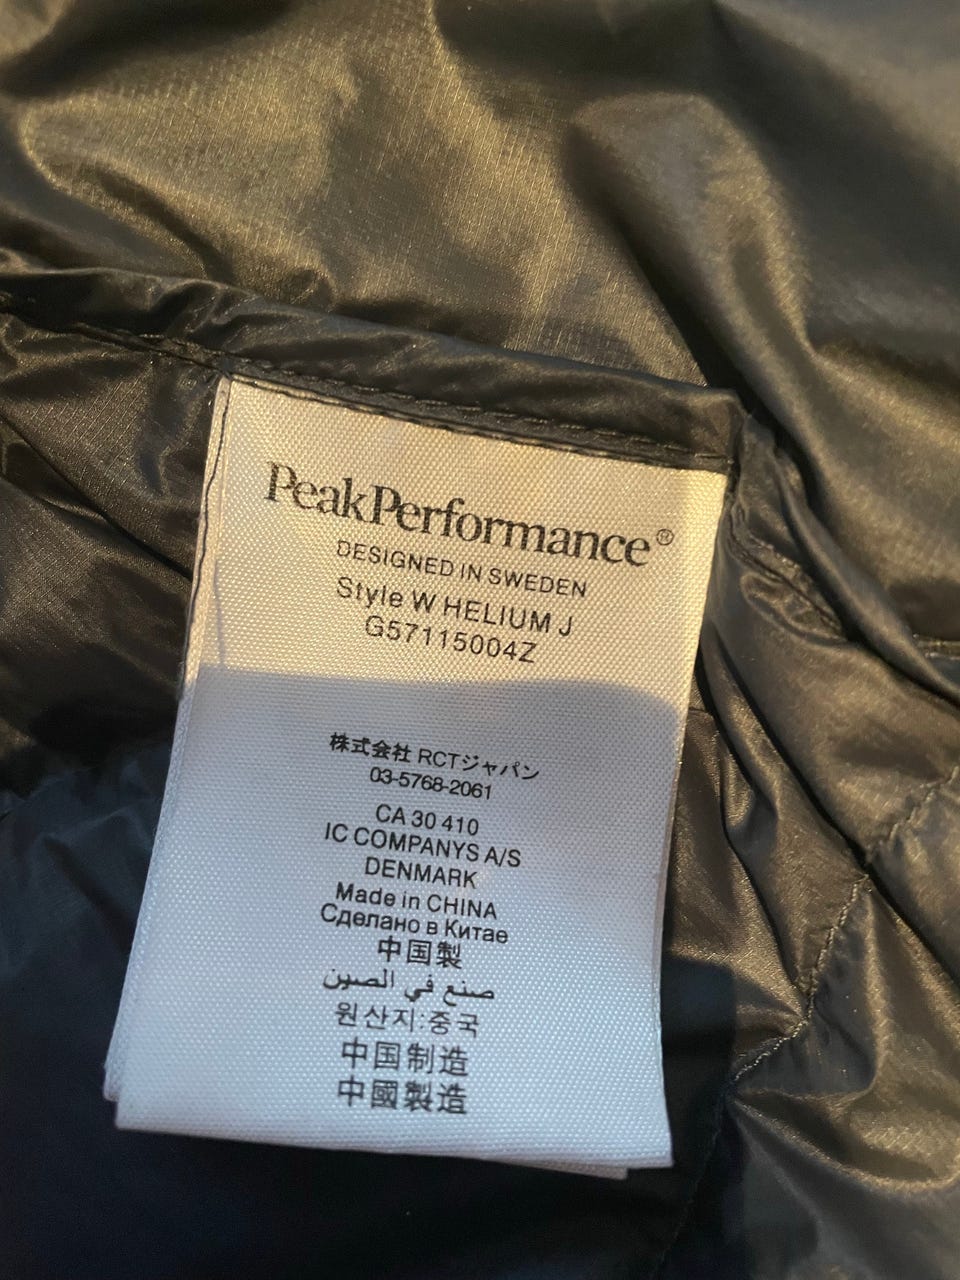 PeakPerformance®
DESIGNED IN SWEDEN
Style W HELIUM J
G57115004Z
株式会社 RCTジャパン
03-5768-2061
CA 30 410
IC COMPANYS A/S
DENMARK
Made in CHINA
Сделано в Китае
中国製
صنع في الصين
원산지:중국
中国制造
中國製造